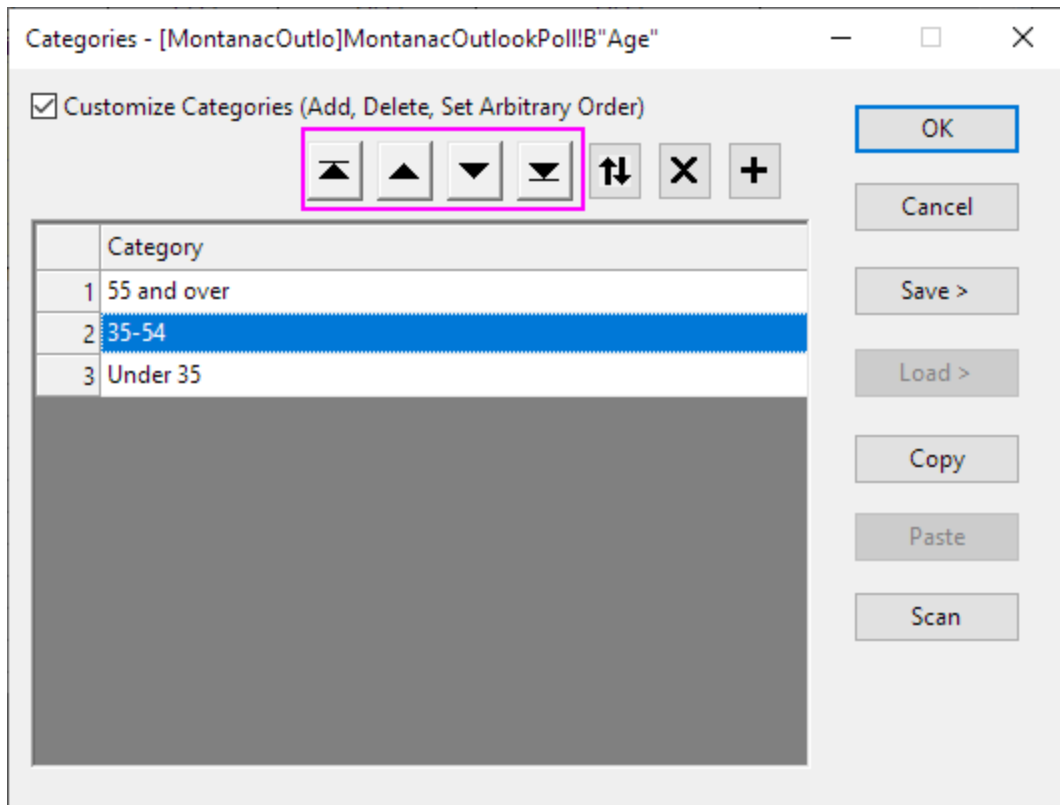 Categories - [MontanacOutlo]MontanacOutlookPoll!B"Age"
Customize Categories (Add, Delete, Set Arbitrary Order)
OK
Cancel
Category
1 55 and over
Save >
2 35-54
3 Under 35
Load >
Copy
Paste
Scan